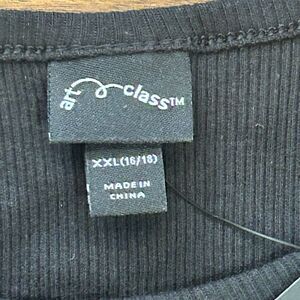 art class™
XXL(16/18)
MADE IN
CHINA